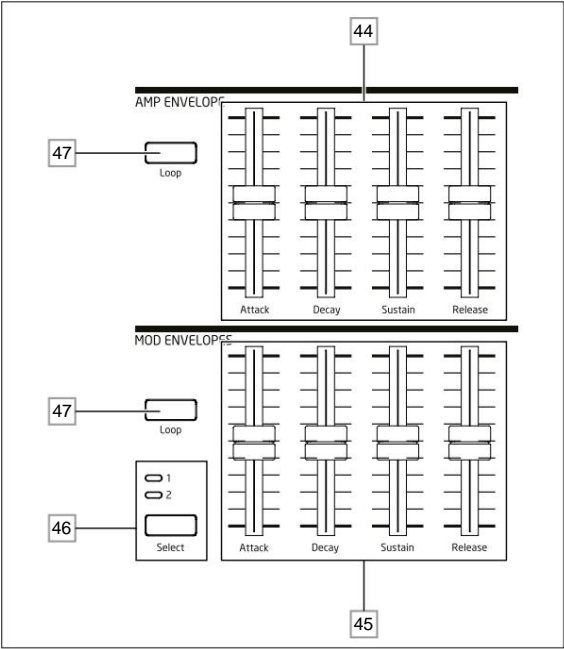 44
AMP ENVELOPE
47
Loop
Attack Decay Sustain Release
MOD ENVELOPES
47
Loop
1
2
46
Select
Attack Decay Sustain Release
45